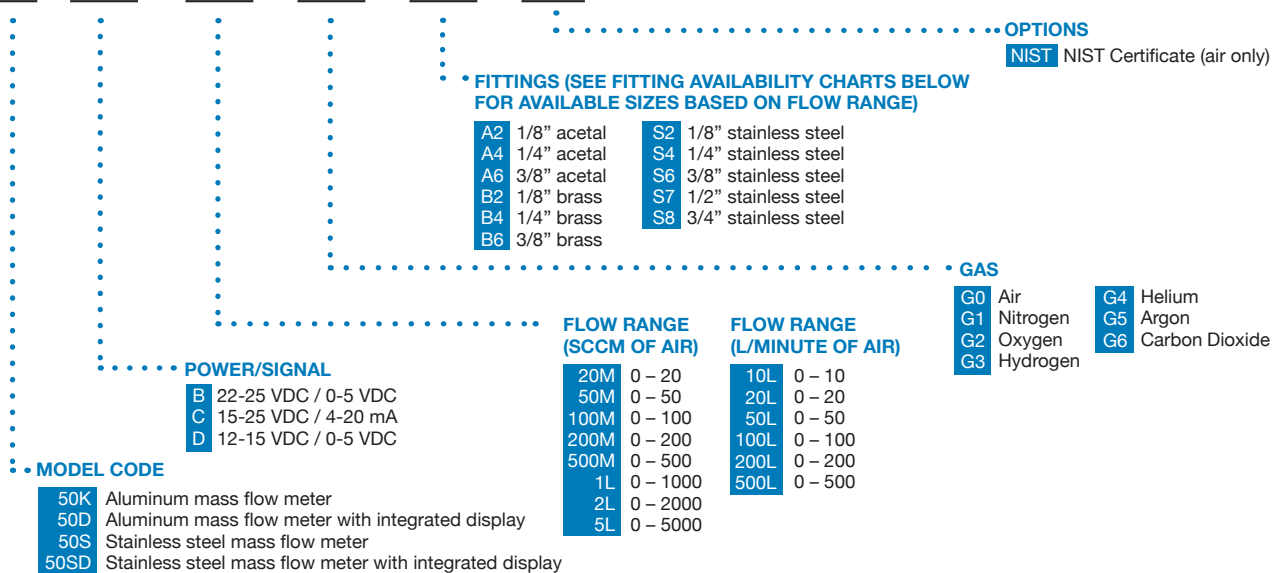 OPTIONS
NIST NIST Certificate (air only)
FITTINGS (SEE FITTING AVAILABILITY CHARTS BELOW
FOR AVAILABLE SIZES BASED ON FLOW RANGE)
A2 1/8” acetal
A4 1/4” acetal
A6 3/8” acetal
B2 1/8” brass
B4 1/4” brass
B6 3/8” brass
S2 1/8” stainless steel
S4 1/4” stainless steel
S6 3/8” stainless steel
S7 1/2” stainless steel
S8 3/4” stainless steel
GAS
G0 Air
G1 Nitrogen
G2 Oxygen
G3 Hydrogen
G4 Helium
G5 Argon
G6 Carbon Dioxide
FLOW RANGE
(SCCM OF AIR)
20M 0 – 20
50M 0 – 50
100M 0 – 100
200M 0 – 200
500M 0 – 500
1L 0 – 1000
2L 0 – 2000
5L 0 – 5000
FLOW RANGE
(L/MINUTE OF AIR)
10L 0 – 10
20L 0 – 20
50L 0 – 50
100L 0 – 100
200L 0 – 200
500L 0 – 500
POWER/SIGNAL
B 22-25 VDC / 0-5 VDC
C 15-25 VDC / 4-20 mA
D 12-15 VDC / 0-5 VDC
MODEL CODE
50K Aluminum mass flow meter
50D Aluminum mass flow meter with integrated display
50S Stainless steel mass flow meter
50SD Stainless steel mass flow meter with integrated display